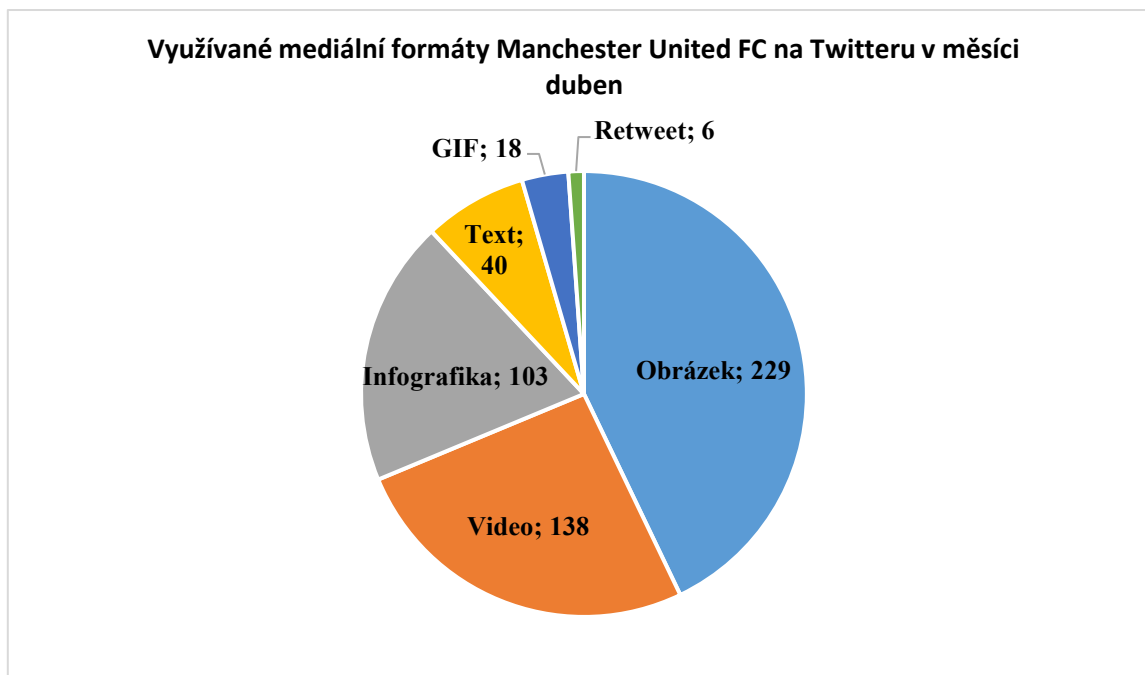 Využívané mediální formáty Manchester United FC na Twitteru v měsíci
duben
Retweet; 6
GIF; 18
Text;
40
Obrázek; 229
Infografika; 103
Video; 138